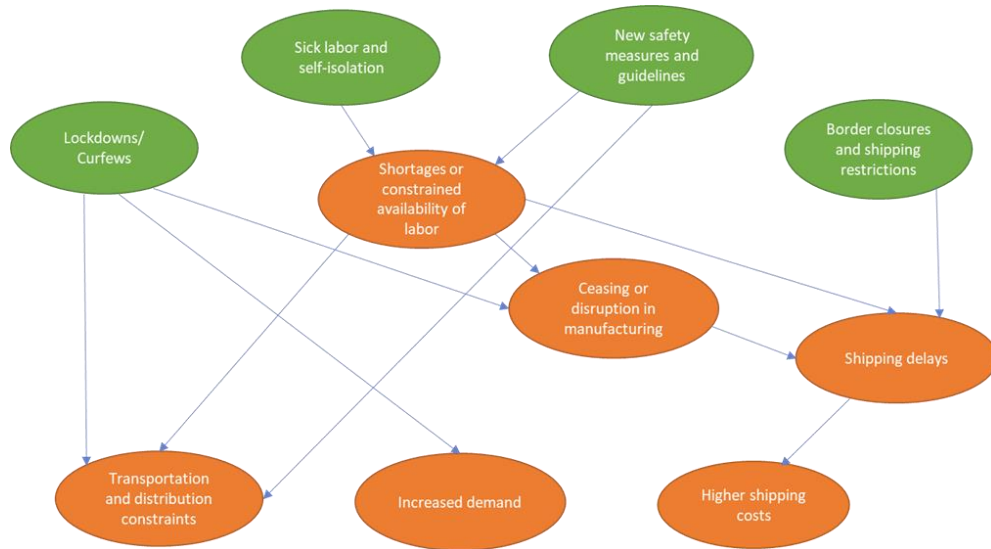 Sick labor and
self-isolation
New safety
measures and
guidelines
Lockdowns/
Curfews
Border closures
and shipping
restrictions
Shortages or
constrained
availability of
labor
Ceasing or
disruption in
manufacturing
Shipping delays
Transportation
and distribution
constraints
Increased demand
Higher shipping
costs